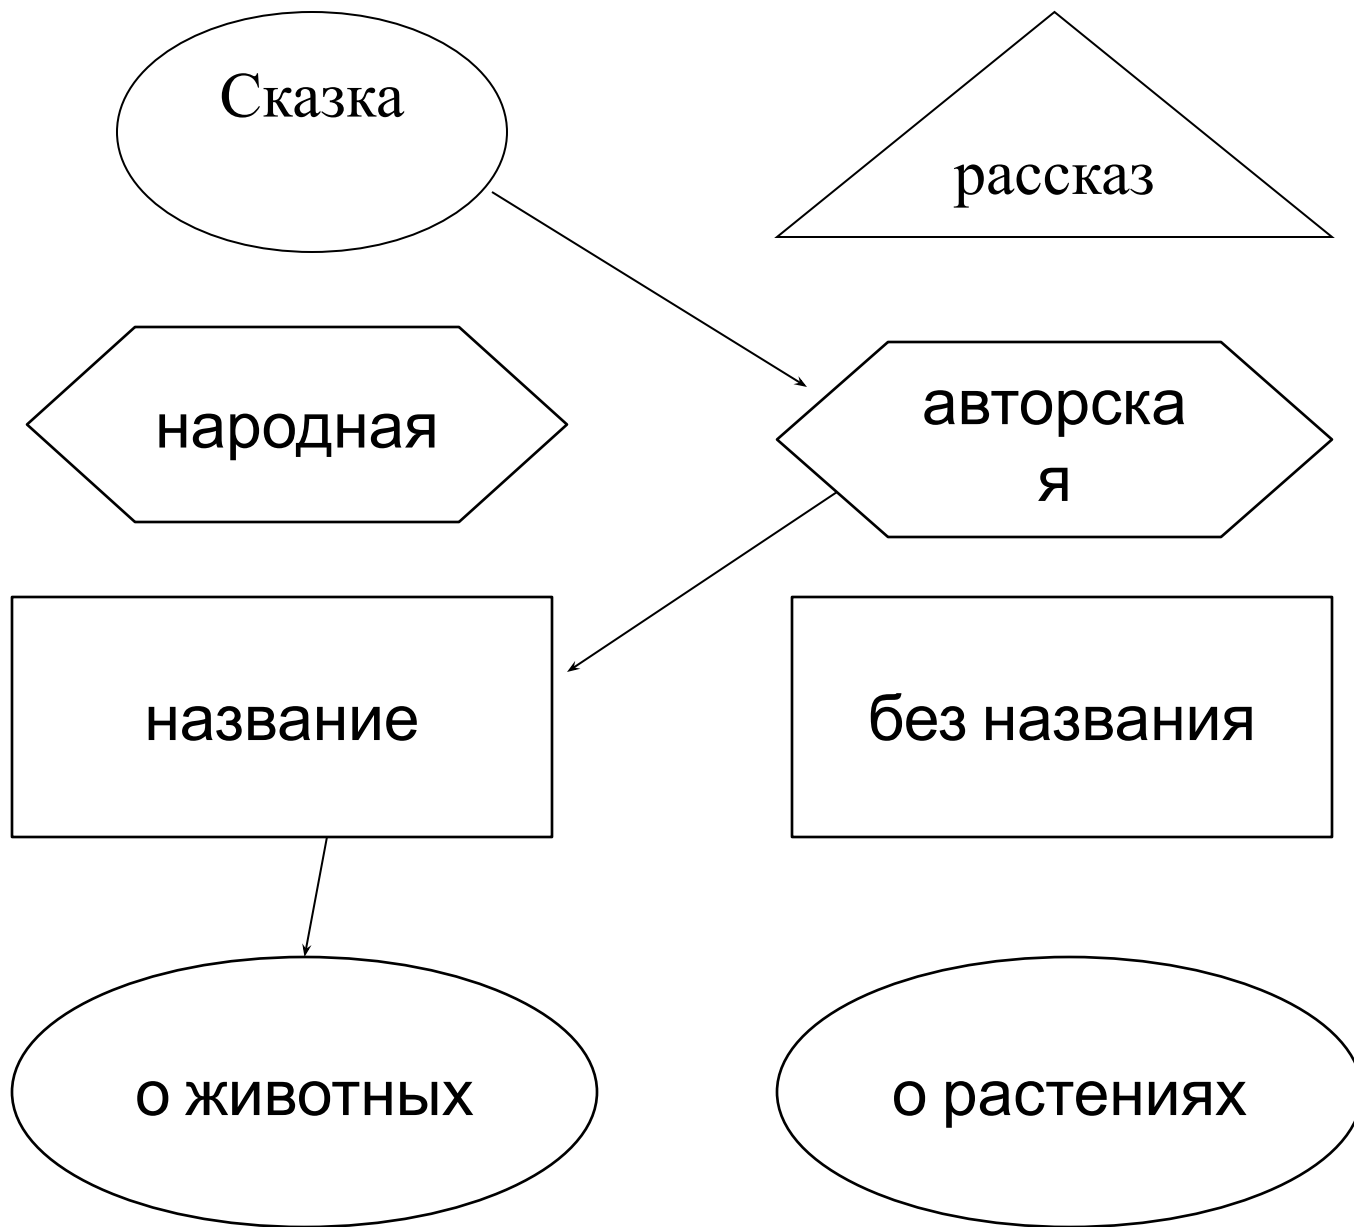 Сказка
рассказ
народная
авторска
я
название
без названия
о животных
о растениях